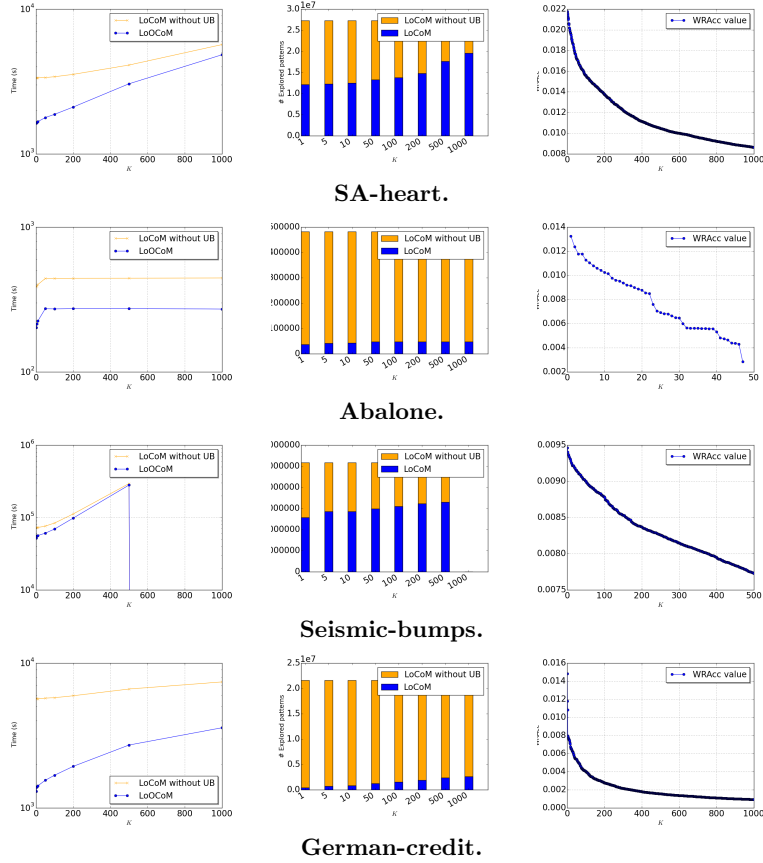 10^4
LoCoM without UB
LoOCoM
Time (s)
10^3
0 200 400 600 800 1000
K
3.0 1e7
LoCoM without UB
LoCoM
2.5
2.0
1.5
1.0
0.5
0.0
# Explored patterns
1 5 10 50 100 200 500 1000
K
0.022
WRAcc value
0.020
0.018
0.016
0.014
0.012
0.010
0.008
0 200 400 600 800 1000
K
SA-heart.
10^3
LoCoM without UB
LoOCoM
Time (s)
10^2
0 200 400 600 800 1000
K
LoCoM without UB
LoCoM
0
1 5 10 50 100 200 500 1000
K
0.014
WRAcc value
0.012
0.010
0.008
0.006
0.004
0.002
0 10 20 30 40 50
K
Abalone.
10^6
LoCoM without UB
LoOCoM
Time (s)
10^5
10^4
0 200 400 600 800 1000
K
LoCoM without UB
LoCoM
0
1 5 10 50 100 200 500 1000
K
0.0095
WRAcc value
0.0090
0.0085
0.0080
0.0075
0 100 200 300 400 500
K
Seismic-bumps.
10^4
Time (s)
LoCoM without UB
LoOCoM
10^3
0 200 400 600 800 1000
K
2.5 1e7
LoCoM without UB
LoCoM
2.0
1.5
1.0
0.5
0.0
# Explored patterns
1 5 10 50 100 200 500 1000
K
0.016
WRAcc value
0.014
0.012
0.010
0.008
0.006
0.004
0.002
0.000
0 200 400 600 800 1000
K
German-credit.